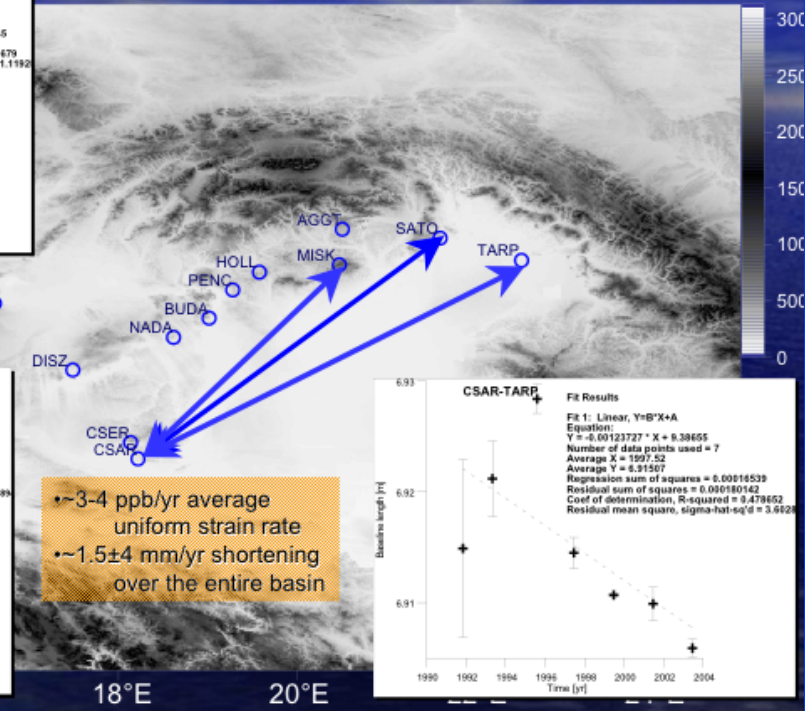 679
1.1192
300
250
200
150
100
500
0
AGGT
SATO
MISK
TARP
HOLL
PENC
BUDA
NADA
DISZ
CSER
CSAR
•~3-4 ppb/yr average
uniform strain rate
•~1.5±4 mm/yr shortening
over the entire basin
6.93
6.92
6.91
Baseline length [m]
CSAR-TARP
Fit Results
Fit 1: Linear, Y=B*X+A
Equation:
Y = -0.00123727 * X + 9.38655
Number of data points used = 7
Average X = 1997.52
Average Y = 6.91507
Regression sum of squares = 0.00016539
Residual sum of squares = 0.000180142
Coef of determination, R-squared = 0.478652
Residual mean square, sigma-hat-sq'd = 3.6028
1990 1992 1994 1996 1998 2000 2002 2004
Time [yr]
18°E 20°E